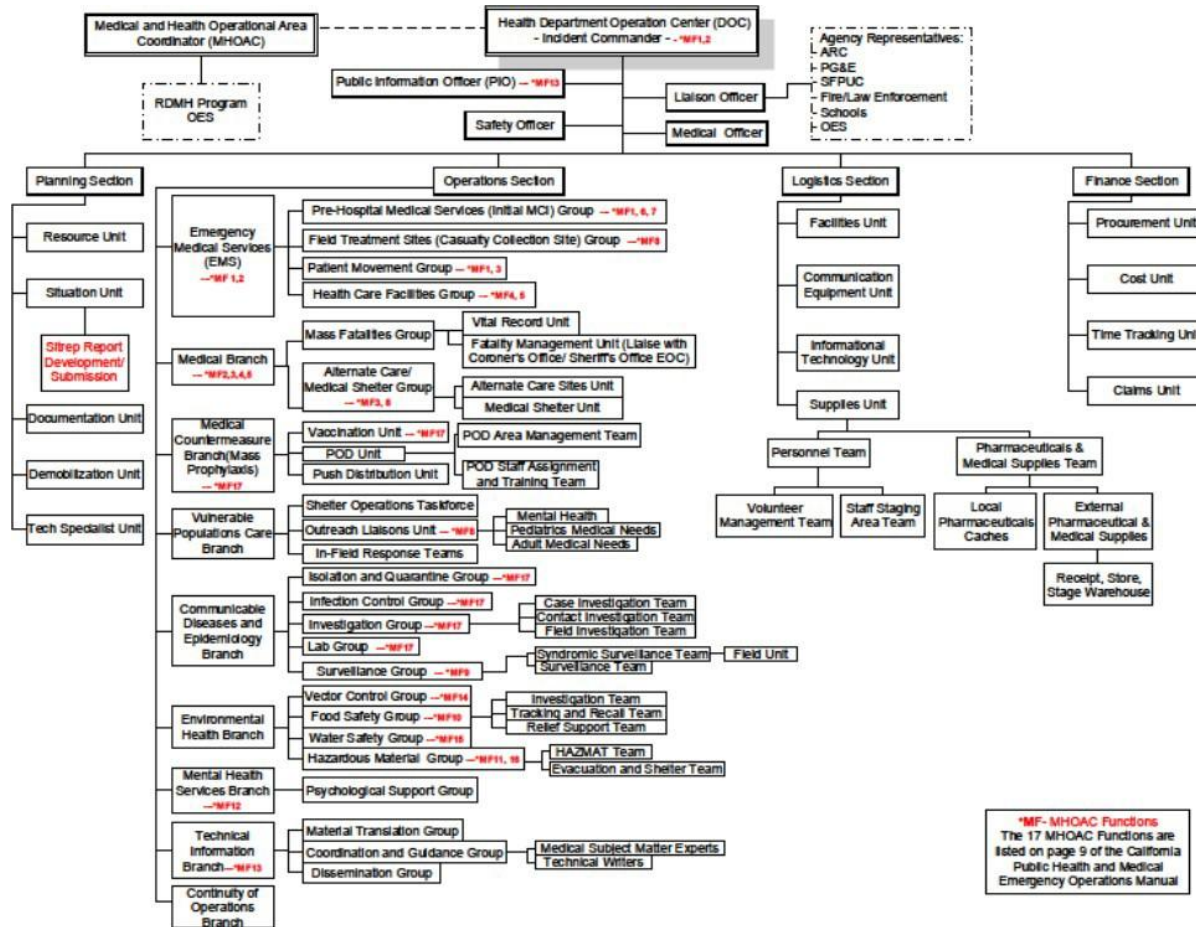 Medical and Health Operational Area
Coordinator (MHOAC)
Health Department Operation Center (DOC)
- Incident Commander - - *MF1,2
RDMH Program
OES
Public Information Officer (PIO) --- *MF13
Liaison Officer
Agency Representatives:
ARC
PG&E
SFPUC
Fire/Law Enforcement
Schools
OES
Safety Officer
Medical Officer
Planning Section
Operations Section
Logistics Section
Finance Section
Resource Unit
Situation Unit
Sitrep Report
Development/
Submission
Documentation Unit
Demobilization Unit
Tech Specialist Unit
Emergency
Medical Services
(EMS)
---*MF 1,2
Pre-Hospital Medical Services (Initial MCI) Group --- *MF1, 6, 7
Field Treatment Sites (Casualty Collection Site) Group ---*MF8
Patient Movement Group --- *MF1, 3
Health Care Facilities Group --- *MF4, 5
Medical Branch
---*MF2,3,4,5
Mass Fatalities Group
Vital Record Unit
Fatality Management Unit (Liaise with
Coroner's Office/ Sheriff's Office EOC)
Alternate Care/
Medical Shelter Group
--- *MF3, 8
Alternate Care Sites Unit
Medical Shelter Unit
Medical
Countermeasure
Branch(Mass
Prophylaxis)
---*MF17
Vaccination Unit ---*MF17
POD Unit
Push Distribution Unit
POD Area Management Team
POD Staff Assignment
and Training Team
Vulnerable
Populations Care
Branch
Shelter Operations Taskforce
Outreach Liaisons Unit ---*MF8
In-Field Response Teams
Mental Health
Pediatrics Medical Needs
Adult Medical Needs
Communicable
Diseases and
Epidemiology
Branch
Isolation and Quarantine Group ---*MF17
Infection Control Group ---*MF17
Investigation Group ---*MF17
Lab Group ---*MF17
Surveillance Group ---*MF9
Case Investigation Team
Contact Investigation Team
Field Investigation Team
Syndromic Surveillance Team
Field Unit
Surveillance Team
Environmental
Health Branch
Vector Control Group ---*MF14
Food Safety Group ---*MF10
Water Safety Group ---*MF15
Hazardous Material Group ---*MF11, 16
Investigation Team
Tracking and Recall Team
Relief Support Team
HAZMAT Team
Evacuation and Shelter Team
Mental Health
Services Branch
---*MF12
Psychological Support Group
Technical
Information
Branch---*MF13
Material Translation Group
Coordination and Guidance Group
Dissemination Group
Medical Subject Matter Experts
Technical Writers
Continuity of
Operations
Branch
Facilities Unit
Communication
Equipment Unit
Informational
Technology Unit
Supplies Unit
Personnel Team
Pharmaceuticals &
Medical Supplies Team
Volunteer
Management Team
Staff Staging
Area Team
Local
Pharmaceuticals
Caches
External
Pharmaceutical &
Medical Supplies
Receipt, Store,
Stage Warehouse
Procurement Unit
Cost Unit
Time Tracking Unit
Claims Unit
*MF- MHOAC Functions
The 17 MHOAC Functions are
listed on page 9 of the California
Public Health and Medical
Emergency Operations Manual